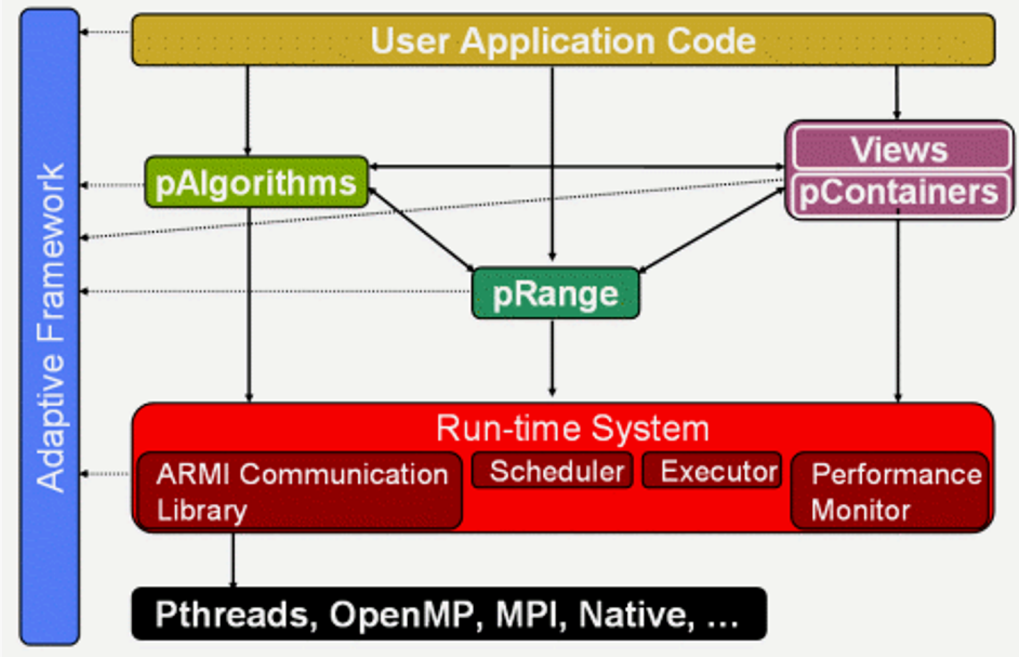 User Application Code
Adaptive Framework
pAlgorithms
Views
pContainers
pRange
Run-time System
ARMI Communication
Library
Scheduler
Executor
Performance
Monitor
Pthreads, OpenMP, MPI, Native, ...